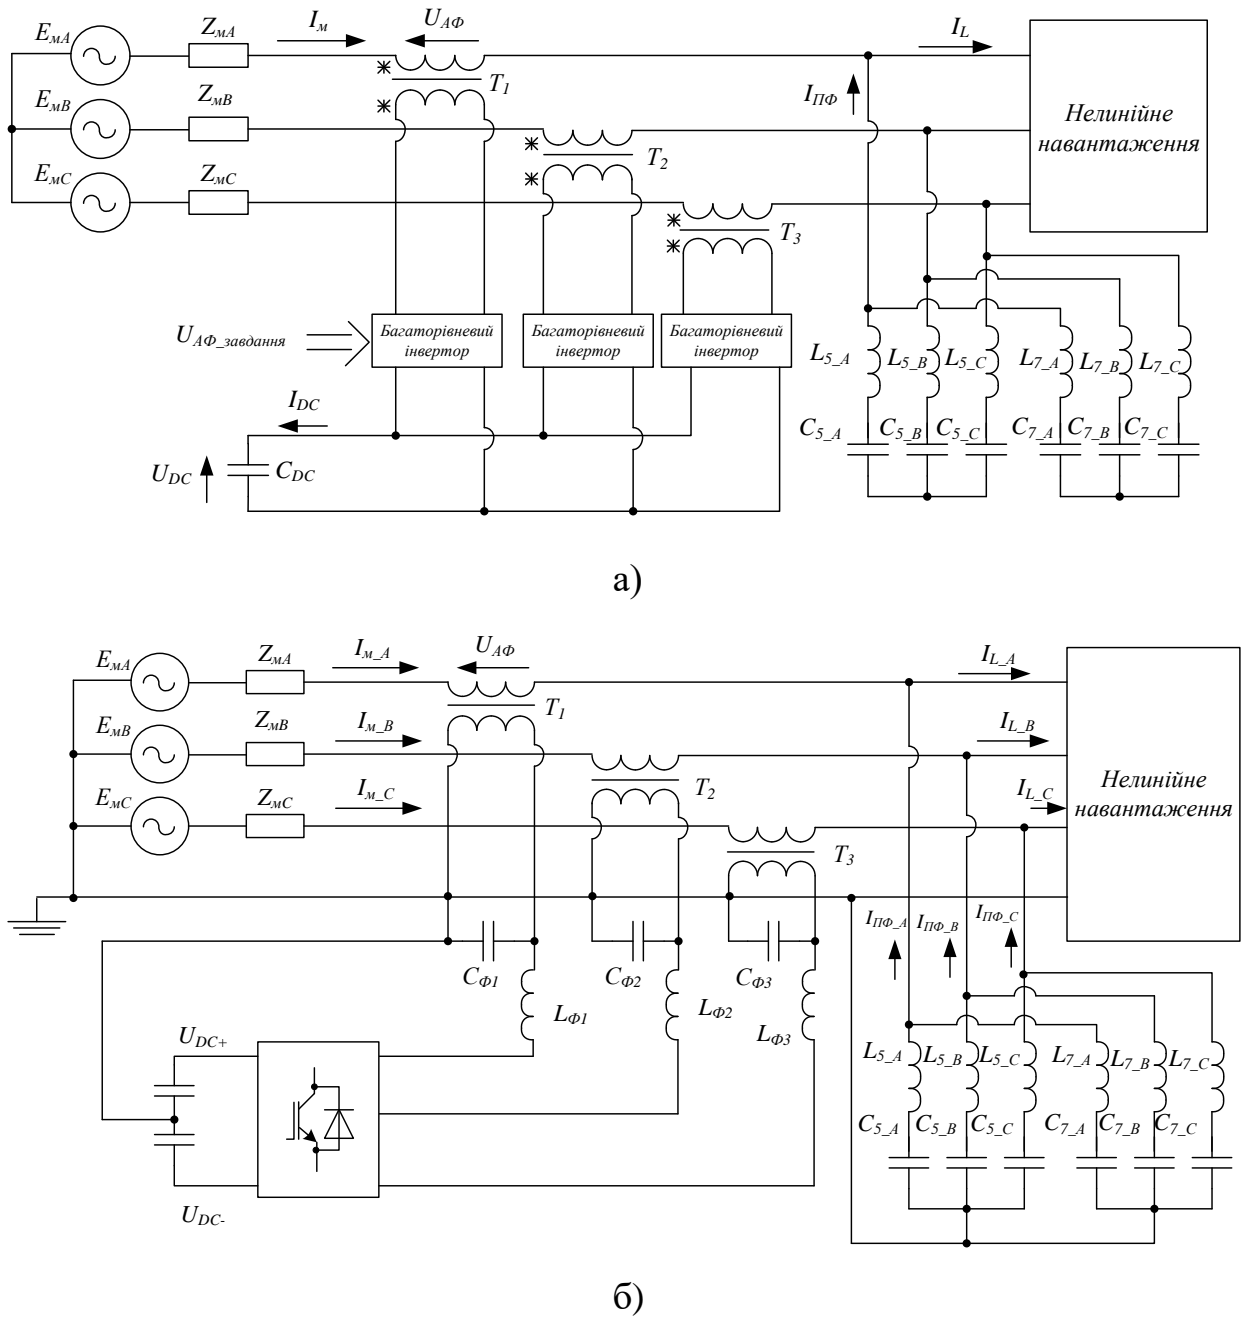 E_мA Z_мA I_м U_АФ I_L
T_1
E_мB Z_мB I_ПФ
Нелинійне
навантаження
T_2
E_мC Z_мC
T_3
U_АФ_завдання
Багаторівневий Багаторівневий Багаторівневий
інвертор інвертор інвертор
L_5_A L_5_B L_5_C L_7_A L_7_B L_7_C
I_DC
C_5_A C_5_B C_5_C C_7_A C_7_B C_7_C
U_DC C_DC
а)
E_мA Z_мA I_м_A U_АФ I_L_A
T_1
E_мB Z_мB I_м_B I_L_B
T_2
Нелинійне
навантаження
E_мC Z_мC I_м_C I_L_C
T_3
I_ПФ_A I_ПФ_B I_ПФ_C
C_Ф1 C_Ф2 C_Ф3
L_Ф1 L_Ф2 L_Ф3
U_DC+
L_5_A L_5_B L_5_C L_7_A L_7_B L_7_C
C_5_A C_5_B C_5_C C_7_A C_7_B C_7_C
U_DC-
б)